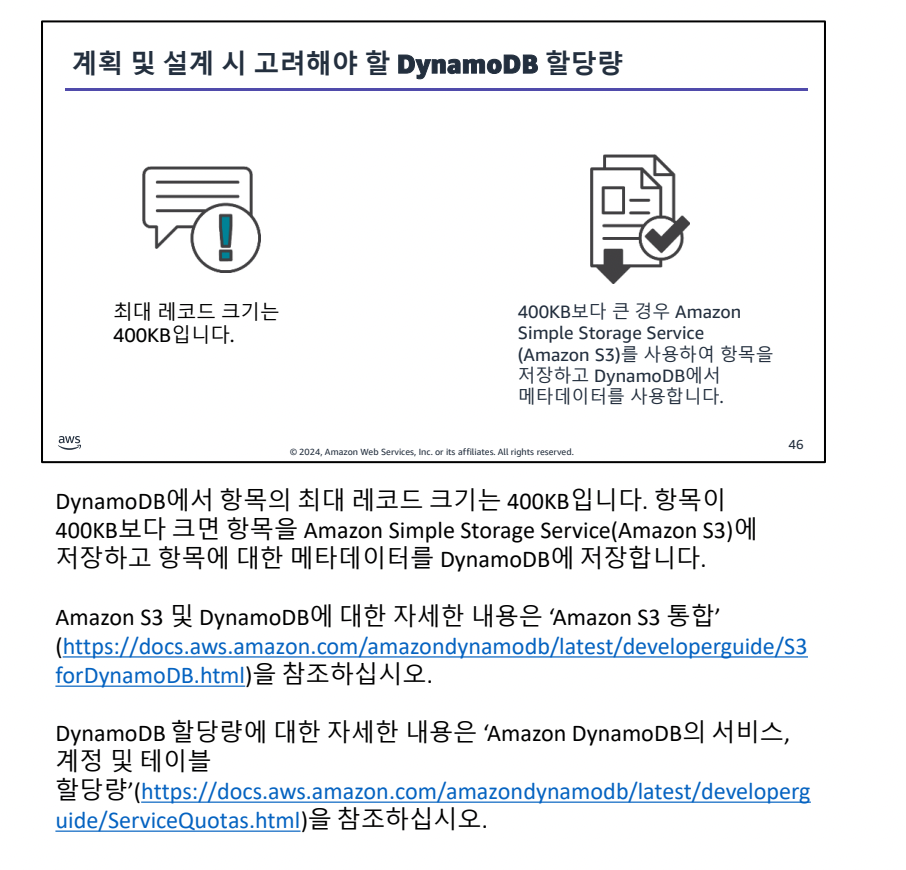 계획 및 설계 시 고려해야 할 DynamoDB 할당량
최대 레코드 크기는
400KB입니다.
400KB보다 큰 경우 Amazon
Simple Storage Service
(Amazon S3)를 사용하여 항목을
저장하고 DynamoDB에서
메타데이터를 사용합니다.
aws
© 2024, Amazon Web Services, Inc. or its affiliates. All rights reserved.
46
DynamoDB에서 항목의 최대 레코드 크기는 400KB입니다. 항목이
400KB보다 크면 항목을 Amazon Simple Storage Service(Amazon S3)에
저장하고 항목에 대한 메타데이터를 DynamoDB에 저장합니다.
Amazon S3 및 DynamoDB에 대한 자세한 내용은 ‘Amazon S3 통합’
(https://docs.aws.amazon.com/amazondynamodb/latest/developerguide/S3
forDynamoDB.html)을 참조하십시오.
DynamoDB 할당량에 대한 자세한 내용은 ‘Amazon DynamoDB의 서비스,
계정 및 테이블
할당량’(https://docs.aws.amazon.com/amazondynamodb/latest/developerg
uide/ServiceQuotas.html)을 참조하십시오.